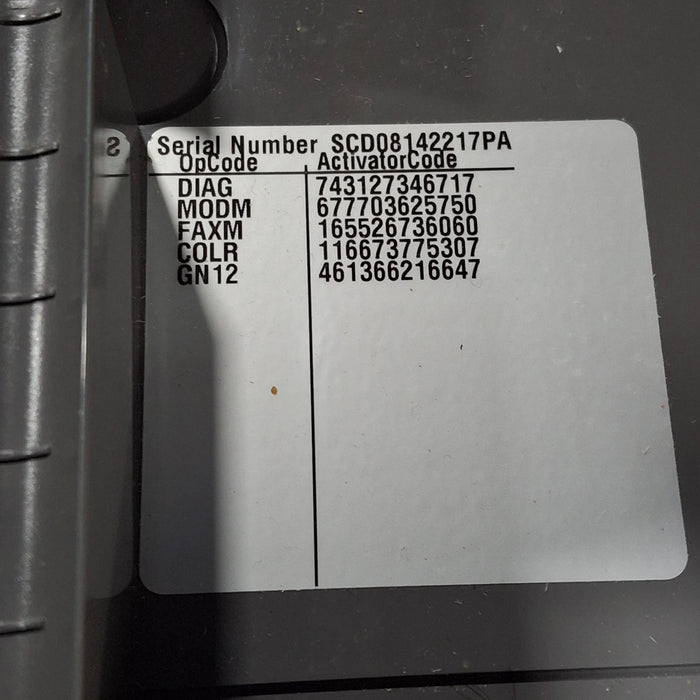 Serial Number SCD08142217PA
OpCode ActivatorCode
DIAG 743127346717
MODM 677703625750
FAXM 165526736060
COLR 116673775307
GN12 461366216647